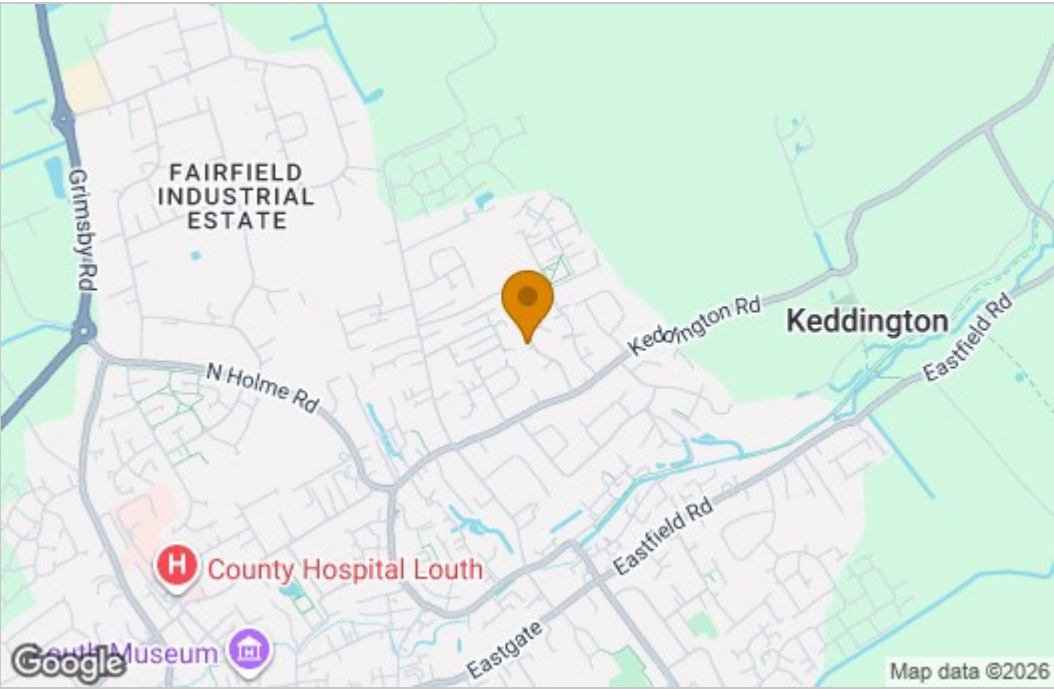 FAIRFIELD
INDUSTRIAL
ESTATE
Grimsby Rd
Keddington Rd
Keddington
Eastfield Rd
N Holme Rd
Eastfield Rd
County Hospital Louth
H
Museum
Eastgate
Google
Map data ©2026